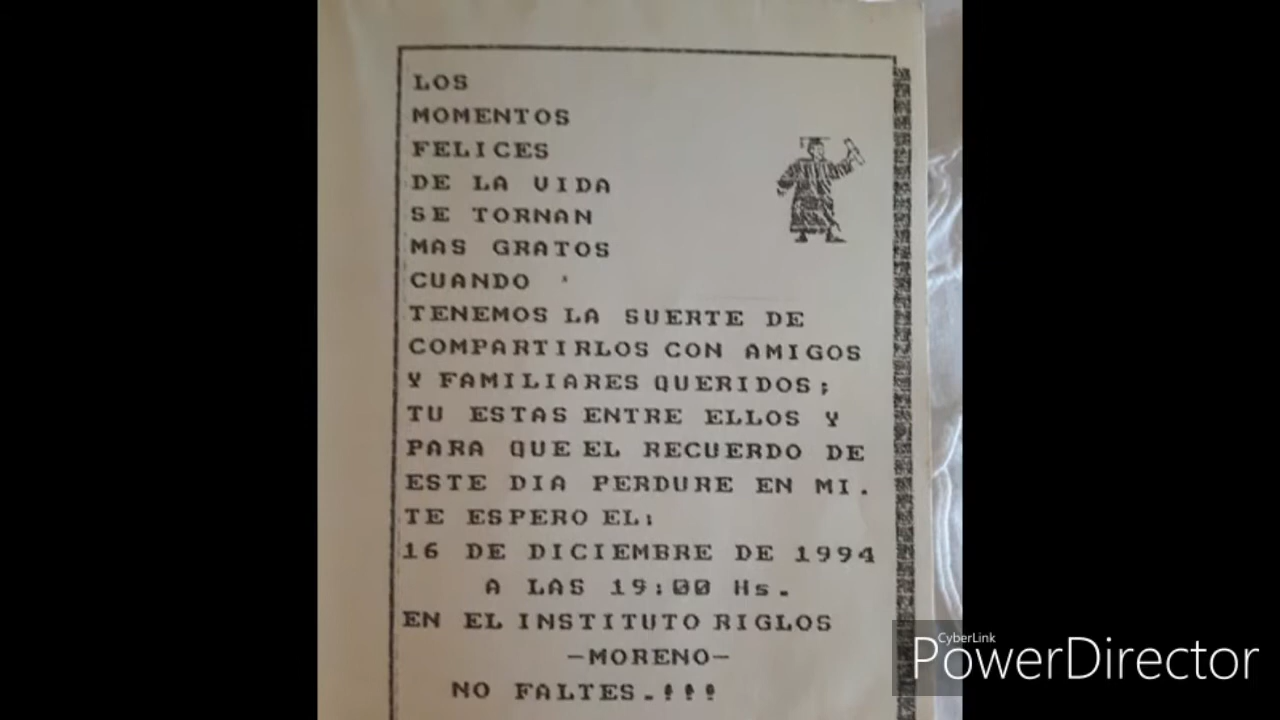 LOS
MOMENTOS
FELICES
DE LA VIDA
SE TORNAN
MAS GRATOS
CUANDO
TENEMOS LA SUERTE DE
COMPARTIRLOS CON AMIGOS
Y FAMILIARES QUERIDOS;
TU ESTAS ENTRE ELLOS Y
PARA QUE EL RECUERDO DE
ESTE DIA PERDURE EN MI.
TE ESPERO EL:
16 DE DICIEMBRE DE 1994
A LAS 19:00 Hs.
EN EL INSTITUTO RIGLOS
-MORENO-
NO FALTES.!!!
CyberLink
PowerDirector